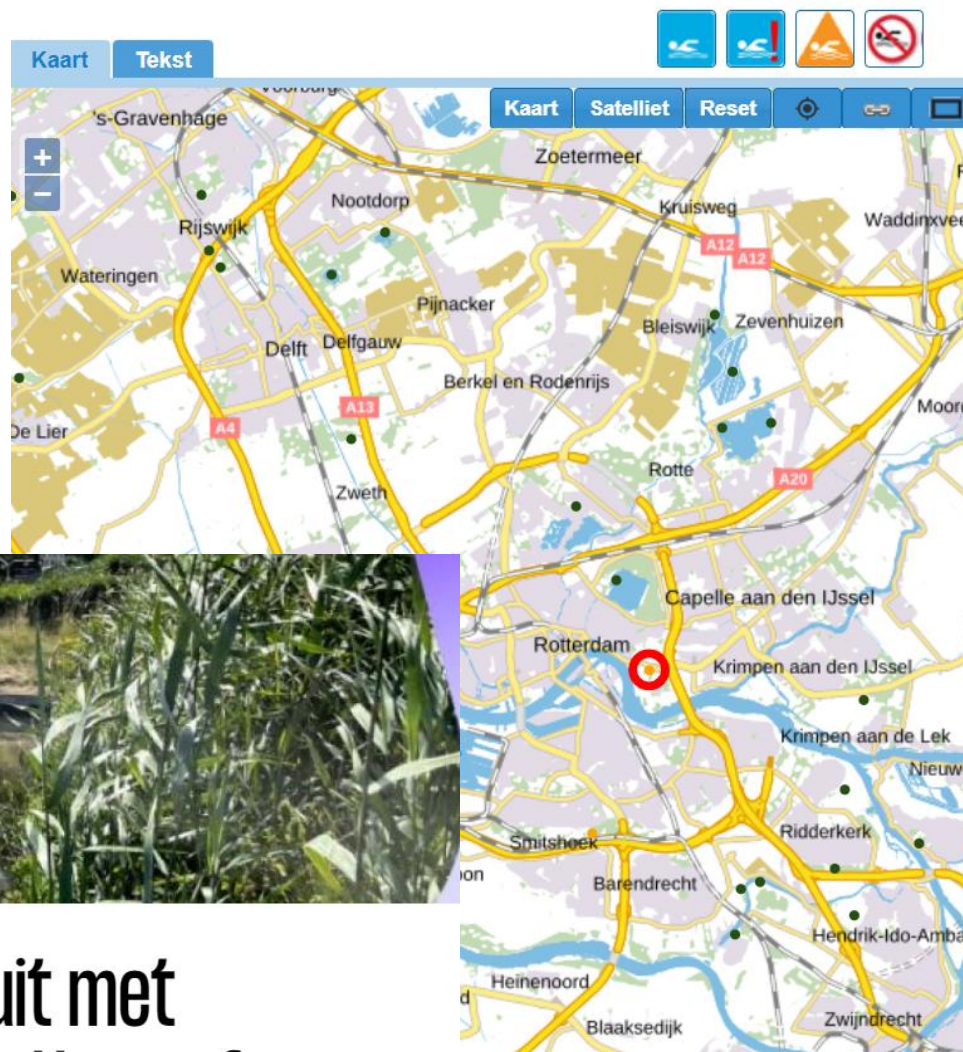 Kaart
Tekst
Kaart
Satelliet
Reset
's-Gravenhage
Zoetermeer
Nootdorp
Kruisweg
Rijswijk
Waddinxvee
A12
A12
Wateringen
Pijnacker
Bleiswijk
Zevenhuizen
Delft
Delfgauw
Berkel en Rodenrijs
A13
A4
De Lier
Moor
Rotte
A20
Zweth
Capelle aan den IJssel
Rotterdam
Krimpen aan den IJssel
Krimpen aan de Lek
Nieuw
Smitshoek
Ridderkerk
Barendrecht
Hendrik-Ido-Amba
Heinenoord
Blaaksedijk
Zwijndrecht
uit met